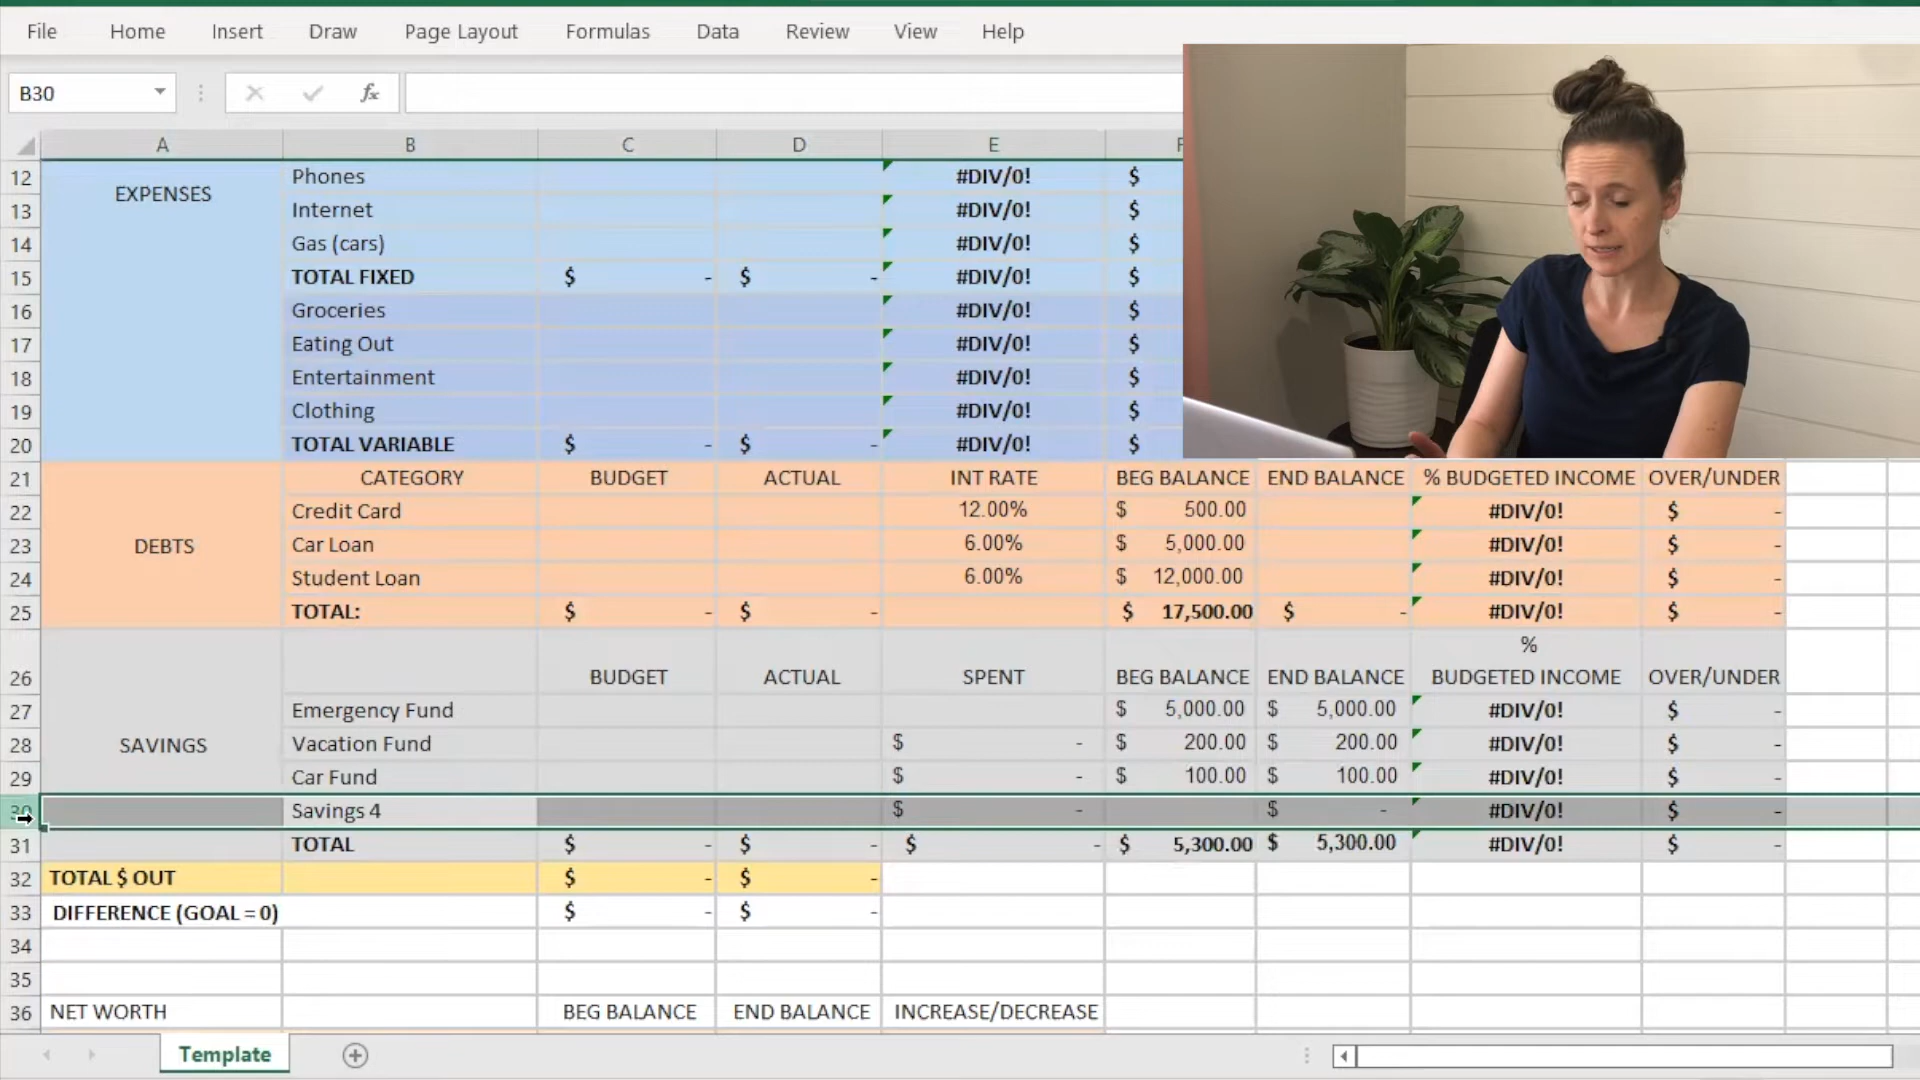 File Home Insert Draw Page Layout Formulas Data Review View Help
B30 fx
A B C D E
12 Phones #DIV/0! $
EXPENSES
13 Internet #DIV/0! $
14 Gas (cars) #DIV/0! $
15 TOTAL FIXED $ - $ - #DIV/0! $
16 Groceries #DIV/0! $
17 Eating Out #DIV/0! $
18 Entertainment #DIV/0! $
19 Clothing #DIV/0! $
20 TOTAL VARIABLE $ - $ - #DIV/0! $
21 CATEGORY BUDGET ACTUAL INT RATE BEG BALANCE END BALANCE % BUDGETED INCOME OVER/UNDER
22 Credit Card 12.00% $ 500.00 #DIV/0! $ -
23 DEBTS Car Loan 6.00% $ 5,000.00 #DIV/0! $ -
24 Student Loan 6.00% $ 12,000.00 #DIV/0! $ -
25 TOTAL: $ - $ - $ 17,500.00 $ - #DIV/0! $ -
%
26 BUDGET ACTUAL SPENT BEG BALANCE END BALANCE BUDGETED INCOME OVER/UNDER
27 Emergency Fund $ 5,000.00 $ 5,000.00 #DIV/0! $ -
28 SAVINGS Vacation Fund $ - $ 200.00 $ 200.00 #DIV/0! $ -
29 Car Fund $ - $ 100.00 $ 100.00 #DIV/0! $ -
30 Savings 4 $ - $ - #DIV/0! $ -
31 TOTAL $ - $ - $ - $ 5,300.00 $ 5,300.00 #DIV/0! $ -
32 TOTAL $ OUT $ - $ -
33 DIFFERENCE (GOAL = 0) $ - $ -
34
35
36 NET WORTH BEG BALANCE END BALANCE INCREASE/DECREASE
Template